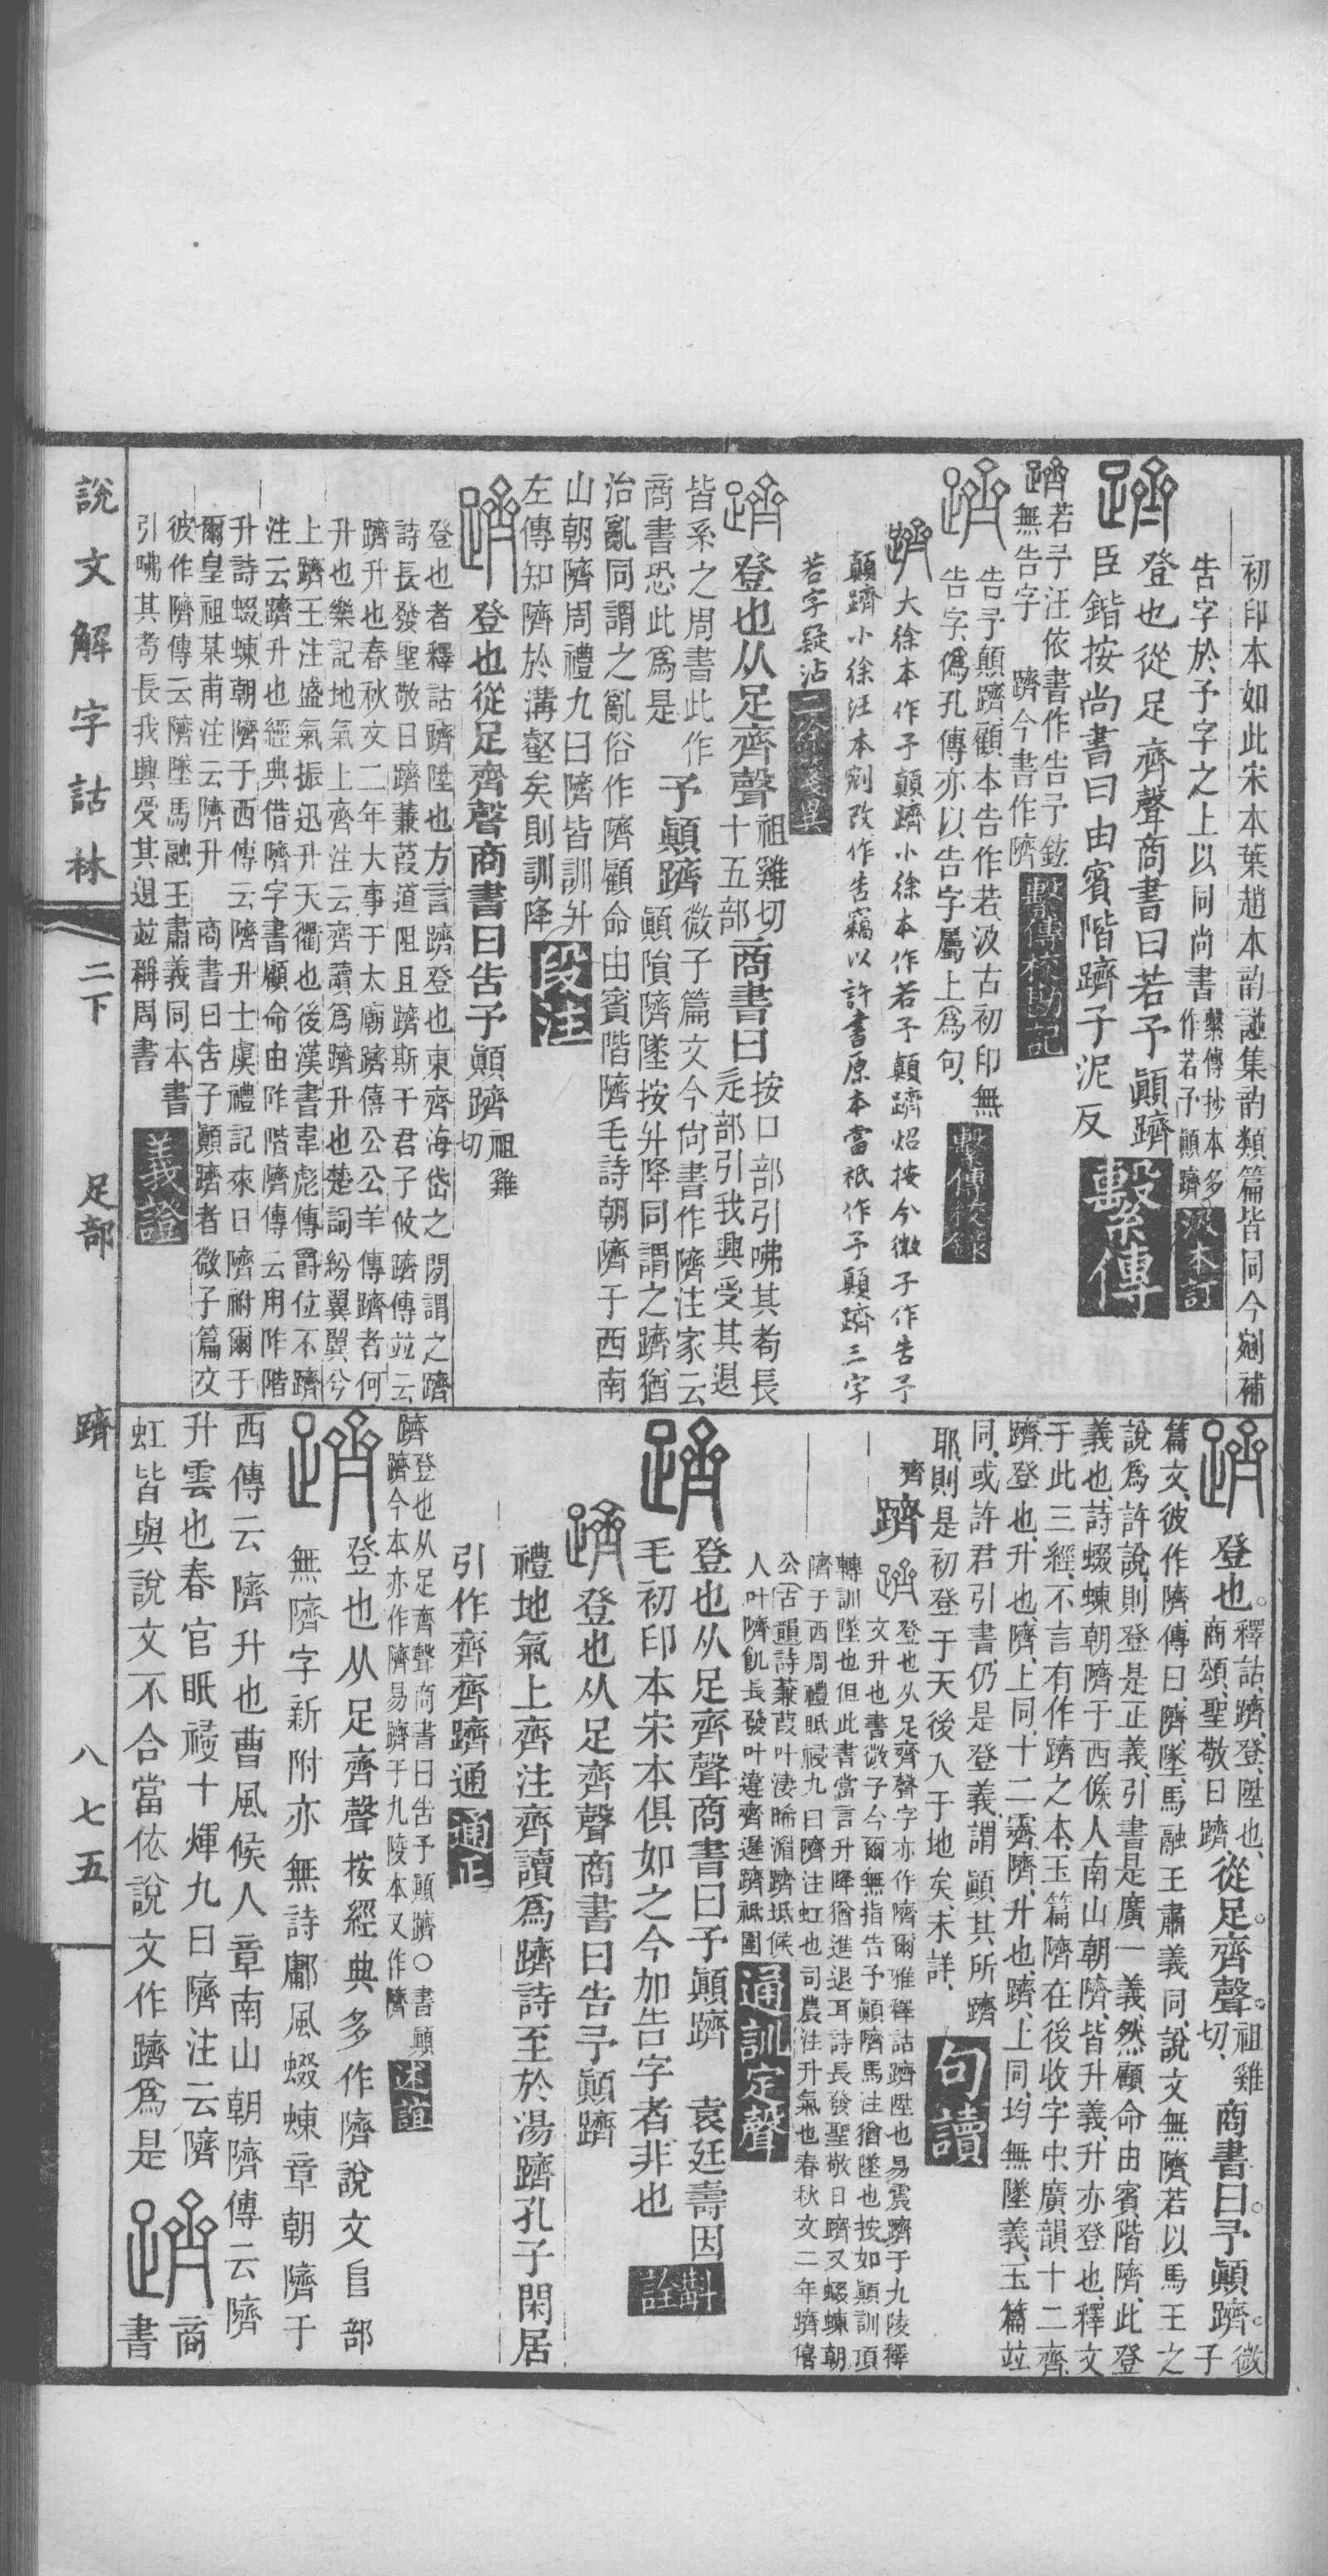 初印本如此宋本葉趙本韵譜集韵類篇皆同今剜補
告字於予字之上以同尚書繫傳抄本多作若予顚躋 汲本訂
躋 登也從足齊聲商書曰若予顚躋
臣鍇按尚書曰由賓階躋子泥反 繫傳
躋若予汪依書作告予鉉無告字 躋今書作隮 繫傳校勘記
躋 告予顚躋顧本告作若汲古初印無
告字僞孔傳亦以告字屬上爲句 繫傳校錄
躋大徐本作予顚躋小徐本作若予顚躋炤按今微子作告予
顚躋小徐汪本剜改作告竊以許書原本當祇作予顚躋三字
若字疑沾 二徐箋異
躋 登也从足齊聲祖雞切十五部商書曰按口部引咈其耇長辵部引我興受其退
皆系之周書此作商書恐此爲是予顚躋微子篇文今尙書作隮注家云顚隕隮墜按升降同謂之躋猶
治亂同謂之亂俗作隮顧命由賓階隮毛詩朝隮于西南
山朝隮周禮九曰隮皆訓升
左傳知隮於溝壑矣則訓降 段注
躋 登也從足齊聲商書曰告予顚躋祖雞切
登也者釋詁躋陞也方言躋登也東齊海岱之閒謂之躋
詩長發聖敬日躋蒹葭道阻且躋斯干君子攸躋傳竝云
躋升也春秋文二年大事于太廟躋僖公公羊傳躋者何
升也樂記地氣上齊注云齊讀爲躋升也楚詞紛翼翼兮
上躋王注盛氣振迅升天衢也後漢書韋彪傳爵位不躋
注云躋升也經典借隮字書顧命由阼階隮傳云用阼階
升詩蝃蝀朝隮于西傳云隮升士虞禮記來日隮祔爾于
爾皇祖某甫注云隮升 商書曰告子顚躋者微子篇文
彼作隮傳云隮墜馬融王肅義同本書
引咈其耇長我興受其退竝稱周書 義證
躋 登也釋詁躋登陞也商頌聖敬日躋從足齊聲祖雞切商書曰予顚躋微子
篇文彼作隮傳曰隮墜馬融王肅義同說文無隮若以馬王之
說爲許說則登是正義引書是廣一義然顧命由賓階隮此登
義也詩蝃蝀朝隮于西候人南山朝隮皆升義升亦登也釋文
于此三經不言有作躋之本玉篇隮在後收字中廣韻十二齊
躋登也升也隮上同十二霽隮升也躋上同均無墜義玉篇竝
同或許君引書仍是登義謂顚其所躋
耶則是初登于天後入于地矣未詳 句讀
齊 躋 躋登也从足齊聲字亦作隮爾雅釋詁躋陞也易震躋于九陵釋
文升也書微子今爾無指告予顚隮馬注猶墜也按如顚訓頂
轉訓墜也但此書當言升降猶進退耳詩長發聖敬日躋又蝃蝀朝
隮于西周禮眂祲九曰隮注虹也司農注升氣也春秋文二年躋僖
公古韻詩蒹葭叶淒晞湄躋坻候
人叶隮飢長發叶違齊遲躋祗圍 通訓定聲
躋 登也从足齊聲商書曰予顚躋 袁廷壽因
毛初印本宋本俱如之今加告字者非也 斠詮
躋登也从足齊聲商書曰告予顚躋
禮地氣上齊注齊讀爲躋詩至於湯躋孔子閑居
引作齊齊躋通 通正
躋登也从足齊聲商書曰告予顚躋○書顚
躋今本亦作隮易躋于九陵本又作隮 述誼
躋 登也从足齊聲按經典多作隮說文𨸏部
無隮字新附亦無詩鄘風蝃蝀章朝隮于
西傳云隮升也曹風候人章南山朝隮傳云隮
升雲也春官眂祲十煇九曰隮注云隮
虹皆與說文不合當依說文作躋爲是 躋 商書
說文解字詁林 二下 足部 躋 八七五